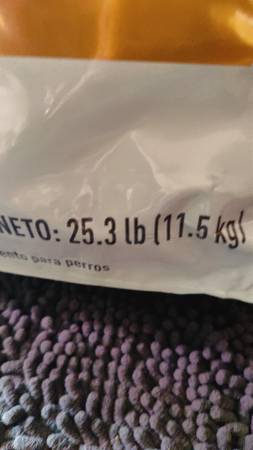 NETO: 25.3 lb (11.5 kg)
ento para perros